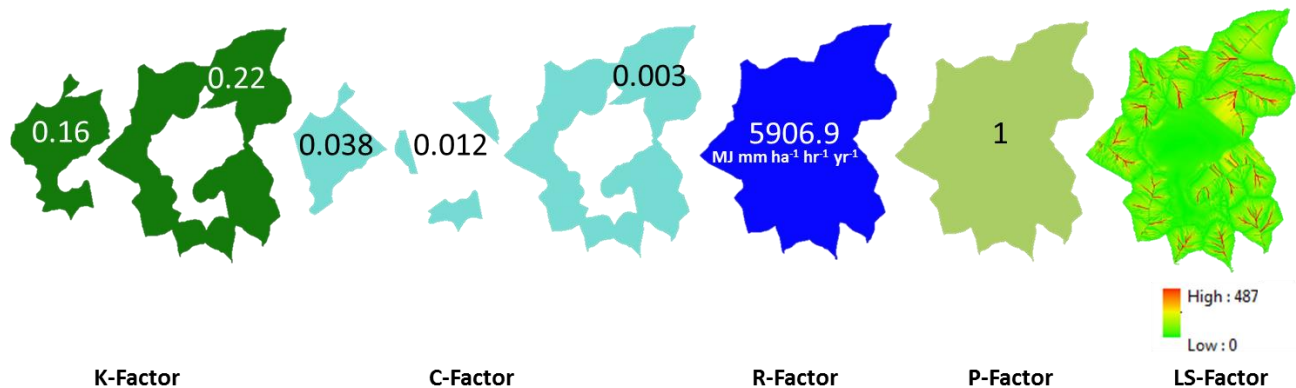 0.16
0.22
0.038
0.012
0.003
5906.9
MJ mm ha⁻¹ hr⁻¹ yr⁻¹
1
High : 487
Low : 0
K-Factor
C-Factor
R-Factor
P-Factor
LS-Factor